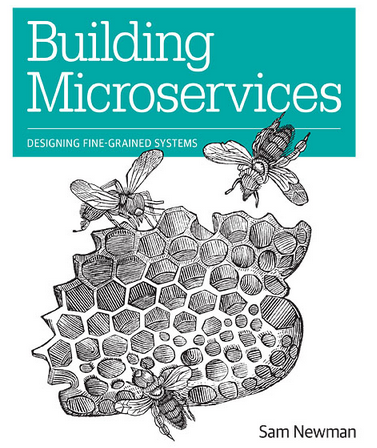 Building
Microservices
DESIGNING FINE-GRAINED SYSTEMS
Sam Newman